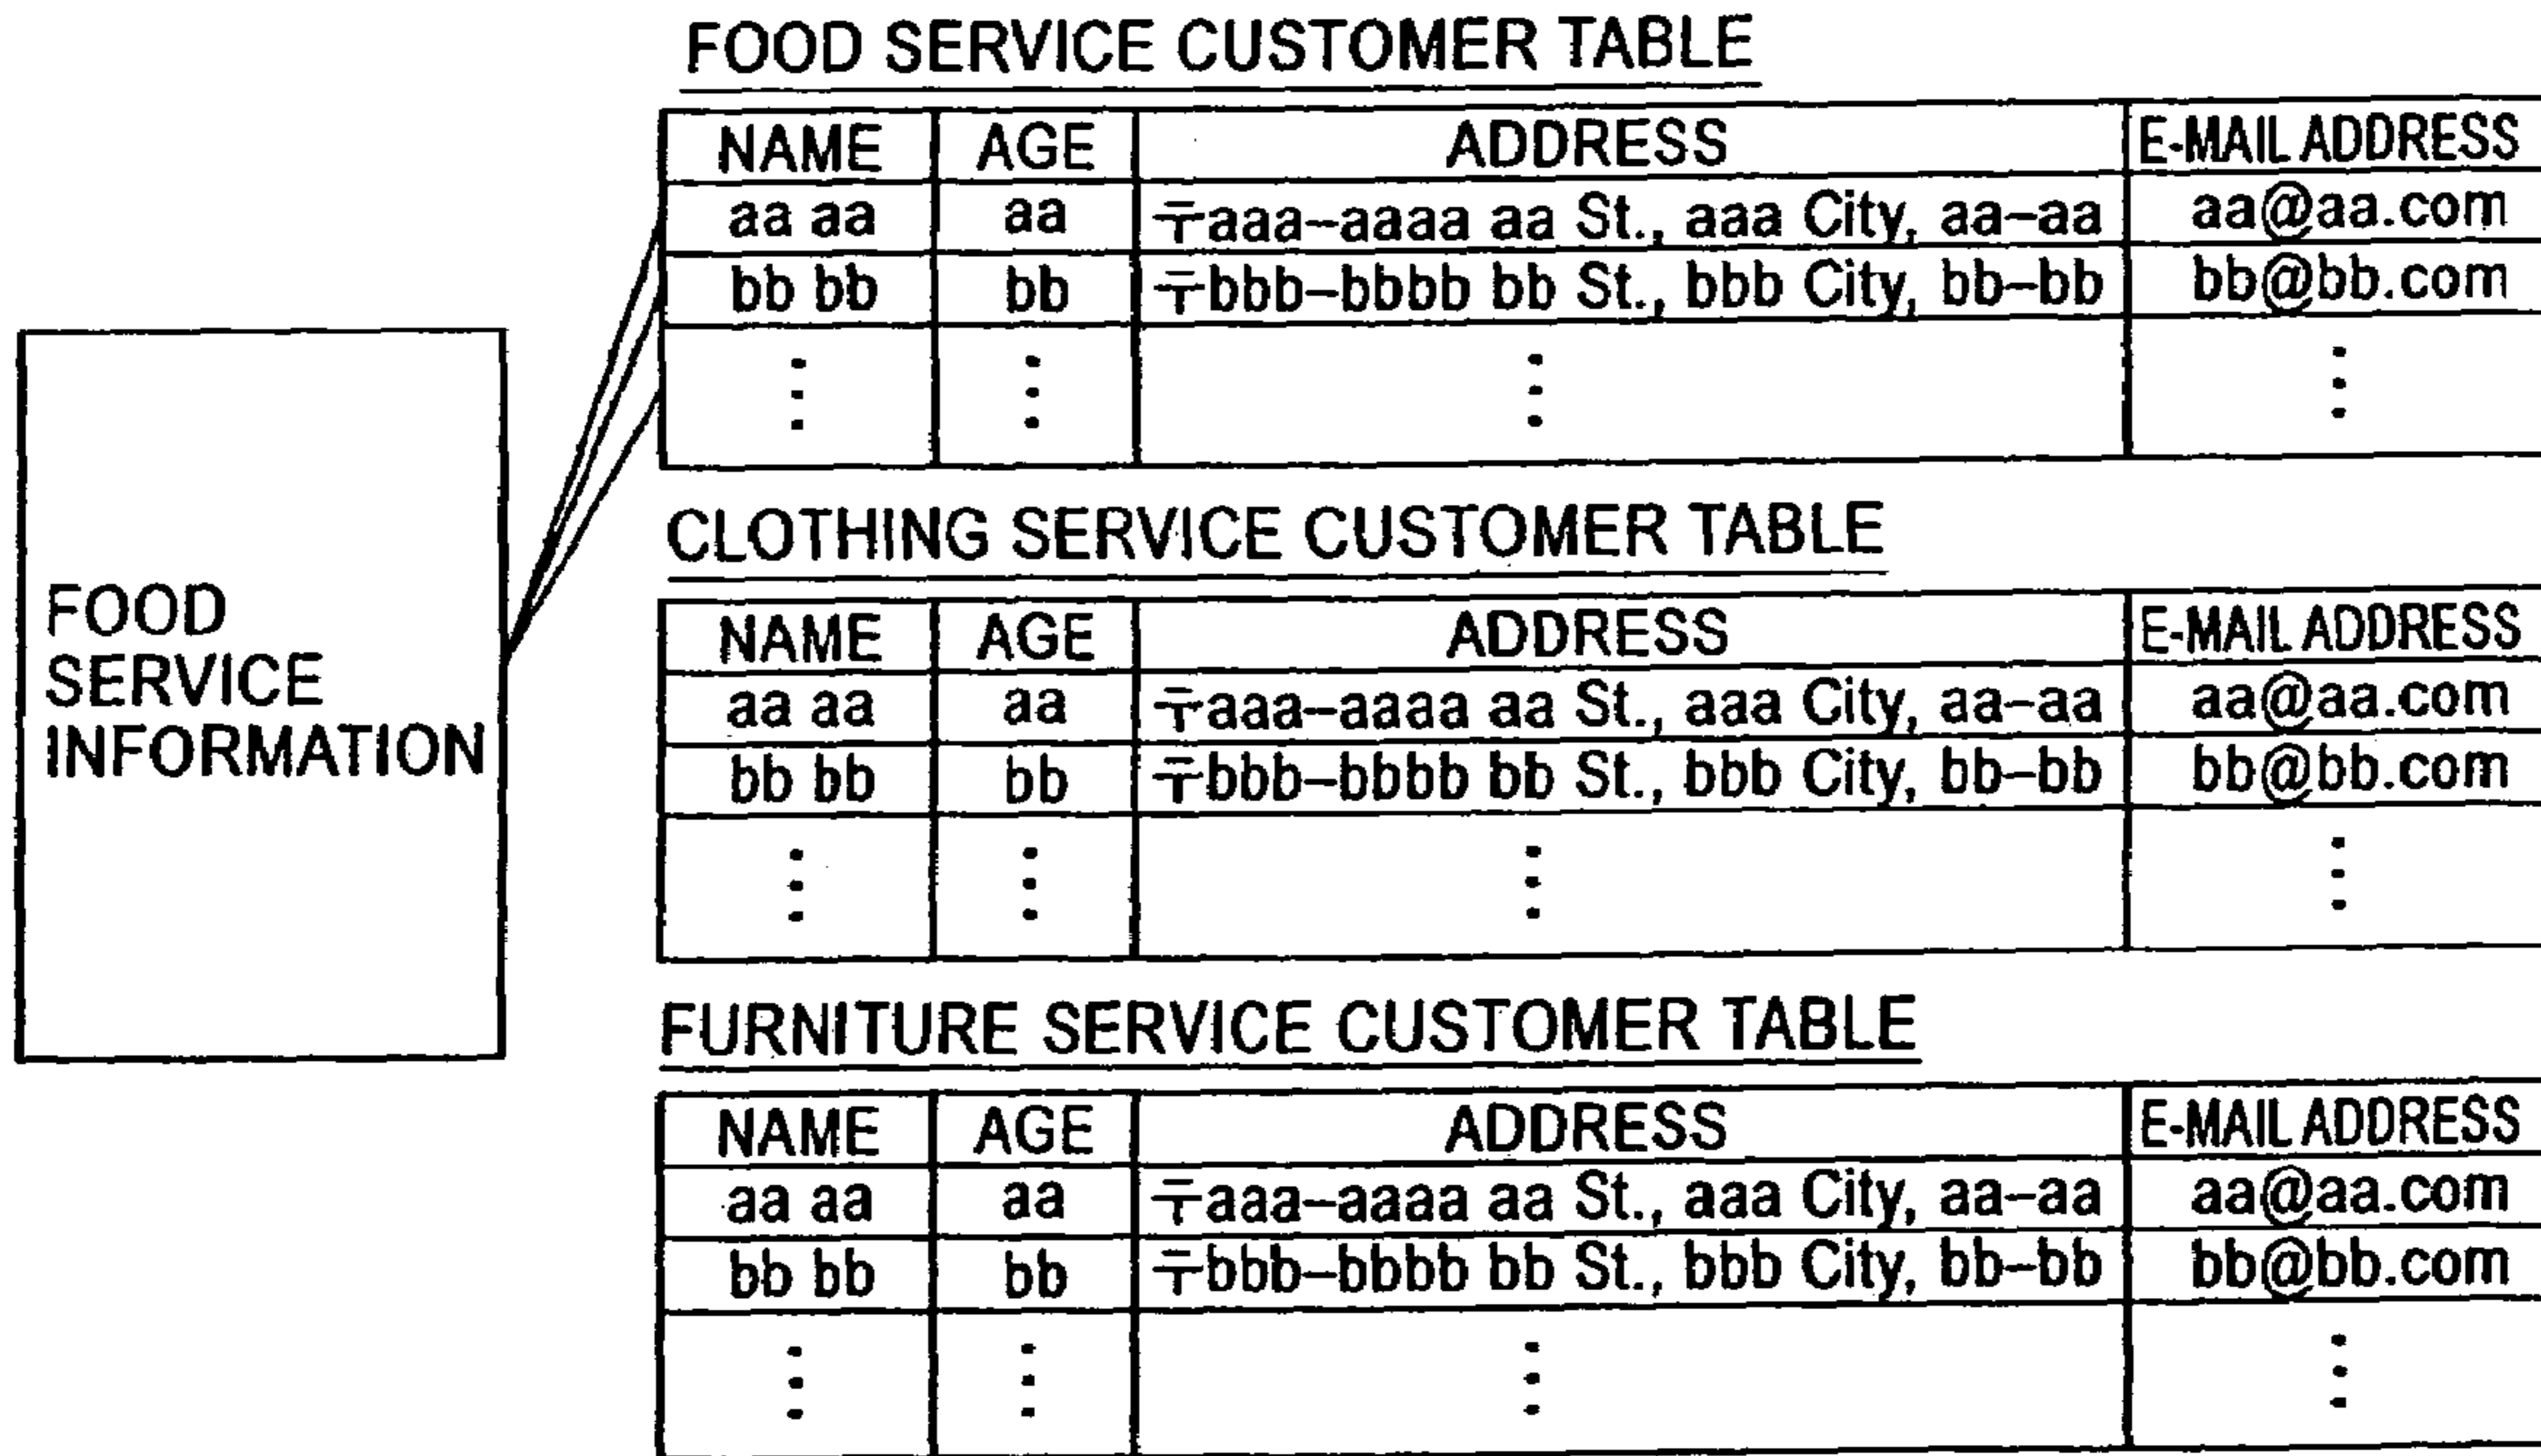 FOOD SERVICE CUSTOMER TABLE
NAME AGE ADDRESS E-MAIL ADDRESS
aa aa aa 〒aaa–aaaa aa St., aaa City, aa–aa aa@aa.com
bb bb bb 〒bbb–bbbb bb St., bbb City, bb–bb bb@bb.com
FOOD
SERVICE
INFORMATION
CLOTHING SERVICE CUSTOMER TABLE
NAME AGE ADDRESS E-MAIL ADDRESS
aa aa aa 〒aaa–aaaa aa St., aaa City, aa–aa aa@aa.com
bb bb bb 〒bbb–bbbb bb St., bbb City, bb–bb bb@bb.com
FURNITURE SERVICE CUSTOMER TABLE
NAME AGE ADDRESS E-MAIL ADDRESS
aa aa aa 〒aaa–aaaa aa St., aaa City, aa–aa aa@aa.com
bb bb bb 〒bbb–bbbb bb St., bbb City, bb–bb bb@bb.com